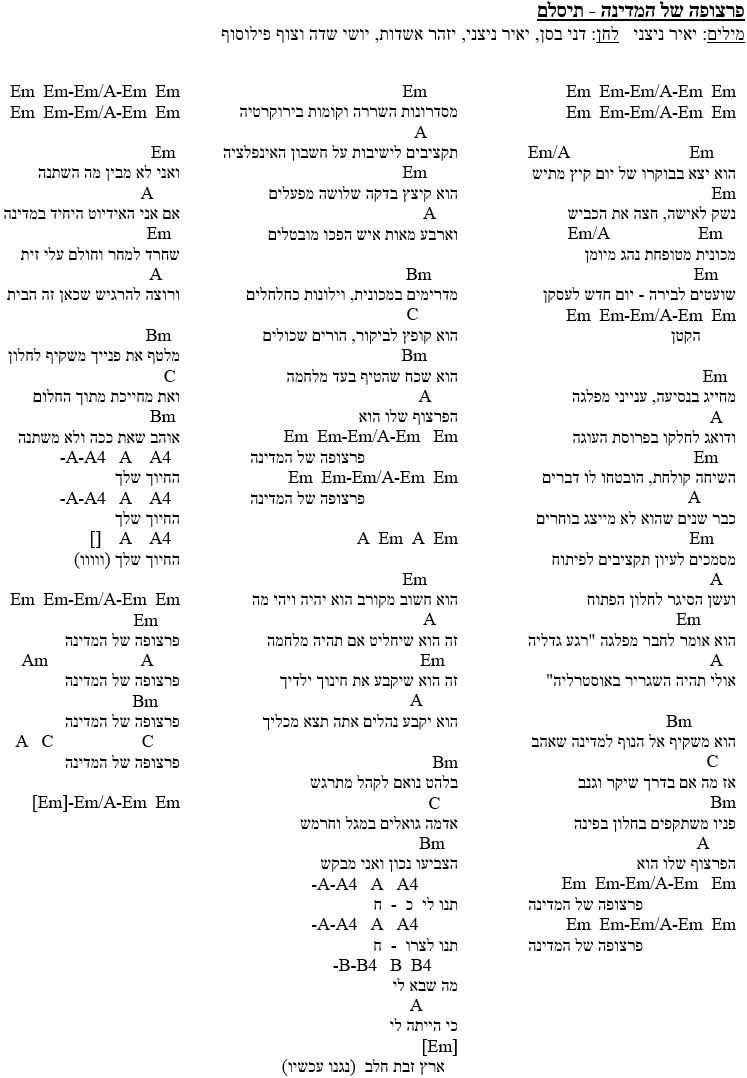 פרצופה של המדינה - תיסלם
מילים: יאיר ניצני   לחן: דני בסן, יאיר ניצני, יזהר אשדות, יושי שדה וצוף פילוסוף
Em  Em-Em/A-Em  Em
Em  Em-Em/A-Em  Em
Em/A Em
הוא יצא בבוקרו של יום קיץ מתיש
Em
נשק לאישה, חצה את הכביש
Em/A Em
מכונית מטופחת נהג מיומן
Em
שועטים לבירה - יום חדש לעסקן
Em  Em-Em/A-Em  Em
הקטן
Em
מחייג בנסיעה, ענייני מפלגה
A
ודואג לחלקו בפרוסת העוגה
Em
השיחה קולחת, הובטחו לו דברים
A
כבר שנים שהוא לא מייצג בוחרים
Em
מסמכים לעיון תקציבים לפיתוח
A
ועשן הסיגר לחלון הפתוח
Em
הוא אומר לחבר מפלגה "רגע גדליה
A
אולי תהיה השגריר באוסטרליה"
Bm
הוא משקיף אל הנוף למדינה שאהב
C
אז מה אם בדרך שיקר וגנב
Bm
פניו משתקפים בחלון בפינה
A
הפרצוף שלו הוא
Em  Em-Em/A-Em  Em
פרצופה של המדינה
Em  Em-Em/A-Em  Em
פרצופה של המדינה
Em
מסדרונות השררה וקומות בירוקרטיה
A
תקציבים לישיבות על חשבון האינפלציה
Em
הוא קיצץ בדקה שלושה מפעלים
A
וארבע מאות איש הפכו מובטלים
Bm
מדרימים במכונית, וילונות כחלחלים
C
הוא קופץ לביקור, הורים שכולים
Bm
הוא שכח שהטיף בעד מלחמה
A
הפרצוף שלו הוא
Em  Em-Em/A-Em  Em
פרצופה של המדינה
Em  Em-Em/A-Em  Em
פרצופה של המדינה
A  Em  A  Em
Em
הוא חשוב מקורב הוא יהיה ויהי מה
A
זה הוא שיחליט אם תהיה מלחמה
Em
זה הוא שיקבע את חינוך ילדיך
A
הוא יקבע נהלים אתה תצא מכליך
Bm
בלהט נואם לקהל מתרגש
C
אדמה גואלים במגל וחרמש
Bm
הצביעו נכון ואני מבקש
-A-A4  A  A4
תנו לי  כ  -  ח
-A-A4  A  A4
תנו לצרו  -  ח
-B-B4  B  B4
מה שבא לי
A
כי הייתה לי
[Em]
ארץ זבת חלב  (נגנו עכשיו)
Em  Em-Em/A-Em  Em
Em  Em-Em/A-Em  Em
Em
ואני לא מבין מה השתנה
A
אם אני האידיוט היחיד במדינה
Em
שחרד למחר וחולם עלי זית
A
ורוצה להרגיש שכאן זה הבית
Bm
מלטף את פנייך משקיף לחלון
C
ואת מחייכת מתוך החלום
Bm
אוהב שאת ככה ולא משתנה
-A-A4  A  A4
החיוך שלך
-A-A4  A  A4
החיוך שלך
[]  A  A4
החיוך שלך (ווווו)
Em  Em-Em/A-Em  Em
Em
פרצופה של המדינה
Am A
פרצופה של המדינה
Bm
פרצופה של המדינה
A  C C
פרצופה של המדינה
[Em]-Em/A-Em  Em